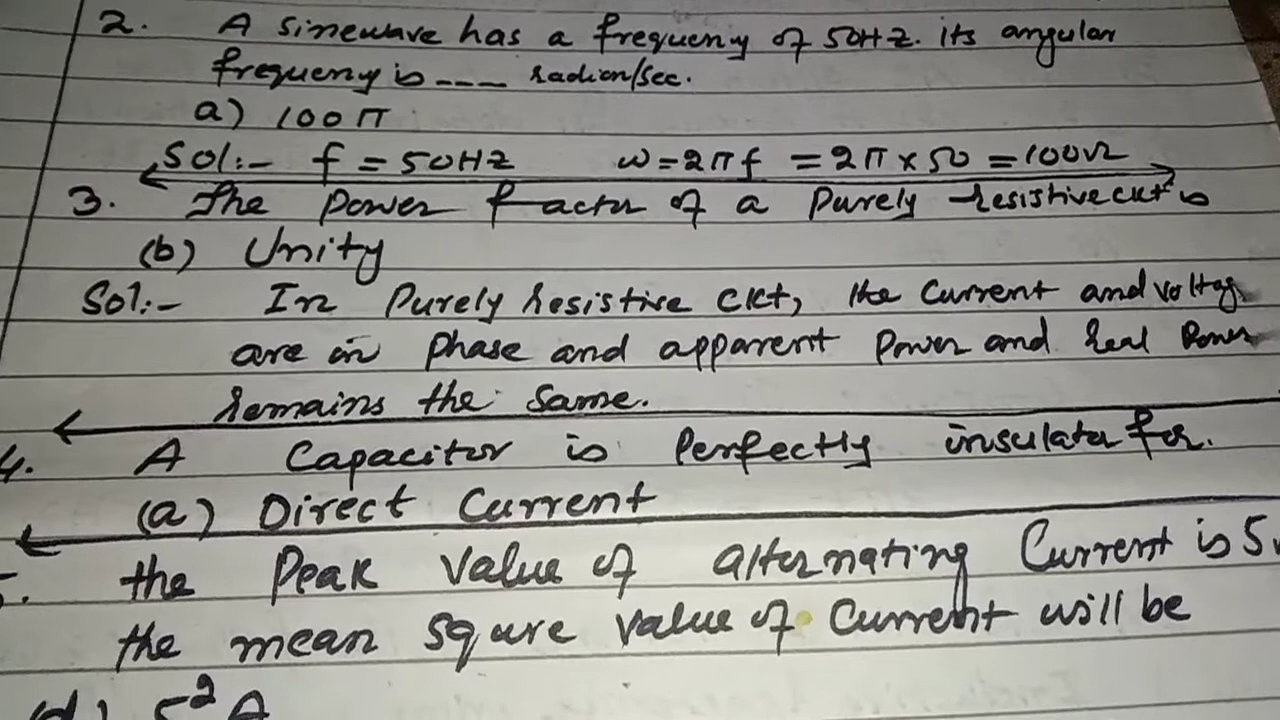 2. A sinewave has a frequency of 50Hz. its angular
frequency is ---- radian/sec.
a) 100π
Sol:- f = 50Hz ω = 2πf = 2π × 50 = 100π
3. The Power factor of a Purely resistive ckt is
(b) Unity
Sol:- In Purely resistive ckt, the Current and voltag
are in phase and apparent Power and real Power
remains the same.
4. A Capacitor is Perfectly insulator for.
(a) Direct Current
5. the Peak Value of alternating Current is 5
the mean square value of Current will be